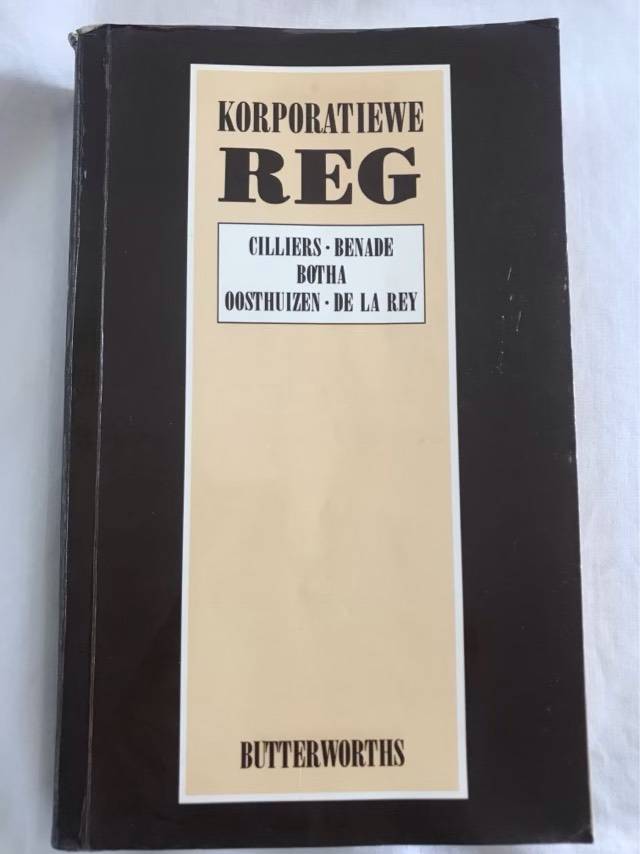 KORPORATIEWE
REG
CILLIERS · BENADE
BOTHA
OOSTHUIZEN · DE LA REY
BUTTERWORTHS